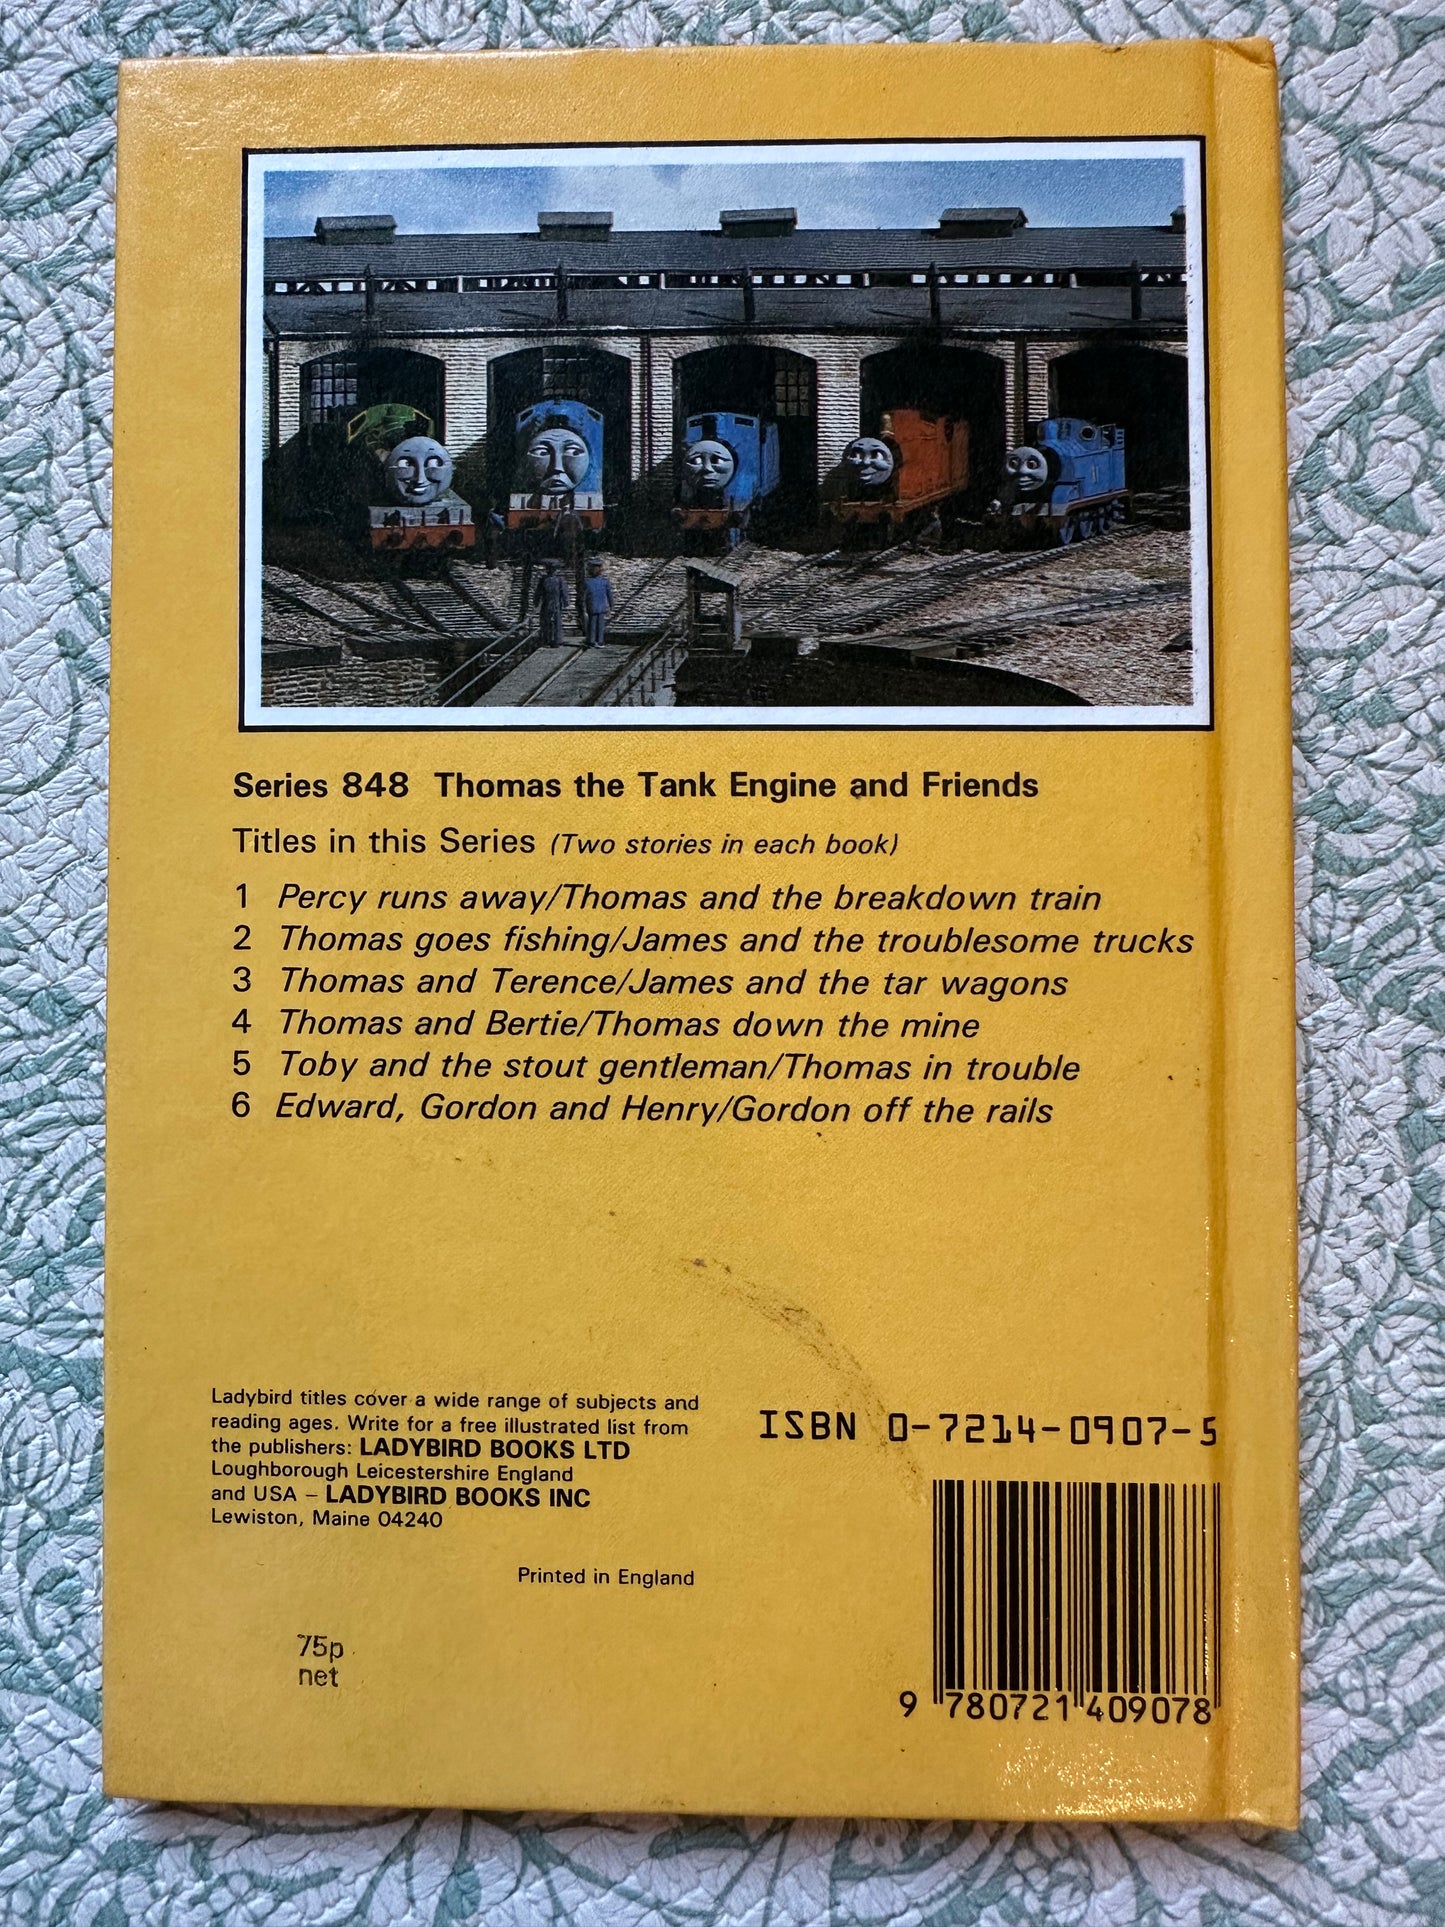 Series 848 Thomas the Tank Engine and Friends
Titles in this Series (Two stories in each book)
1 Percy runs away/Thomas and the breakdown train
2 Thomas goes fishing/James and the troublesome trucks
3 Thomas and Terence/James and the tar wagons
4 Thomas and Bertie/Thomas down the mine
5 Toby and the stout gentleman/Thomas in trouble
6 Edward, Gordon and Henry/Gordon off the rails
Ladybird titles cover a wide range of subjects and
reading ages. Write for a free illustrated list from
the publishers: LADYBIRD BOOKS LTD
Loughborough Leicestershire England
and USA – LADYBIRD BOOKS INC
Lewiston, Maine 04240
Printed in England
75p
net
ISBN 0-7214-0907-5
9 780721 409078